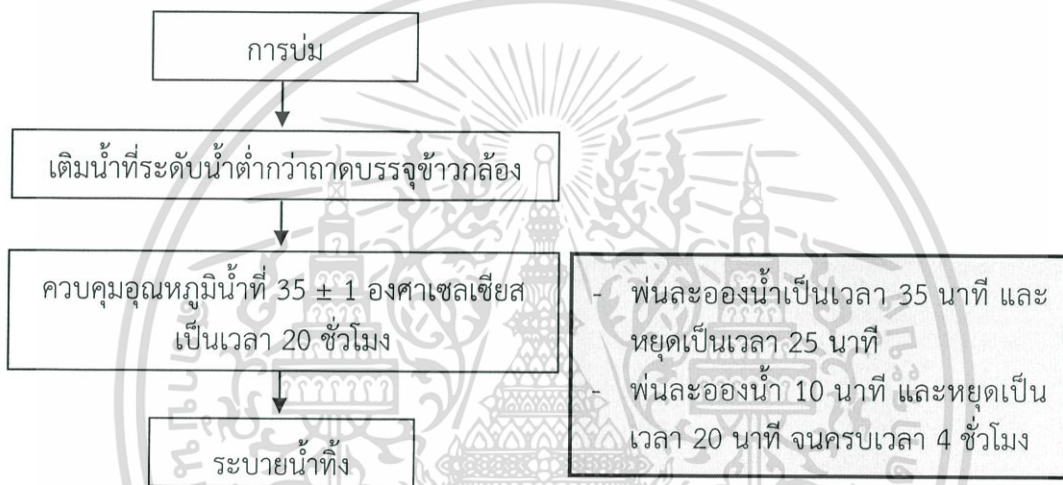 การบ่ม
เติมน้ำที่ระดับน้ำต่ำกว่าถาดบรรจุข้าวกล้อง
ควบคุมอุณหภูมิน้ำที่ 35 ± 1 องศาเซลเซียส
เป็นเวลา 20 ชั่วโมง
- พ่นละอองน้ำเป็นเวลา 35 นาที และ
หยุดเป็นเวลา 25 นาที
- พ่นละอองน้ำ 10 นาที และหยุดเป็น
เวลา 20 นาที จนครบเวลา 4 ชั่วโมง
ระบายน้ำทิ้ง